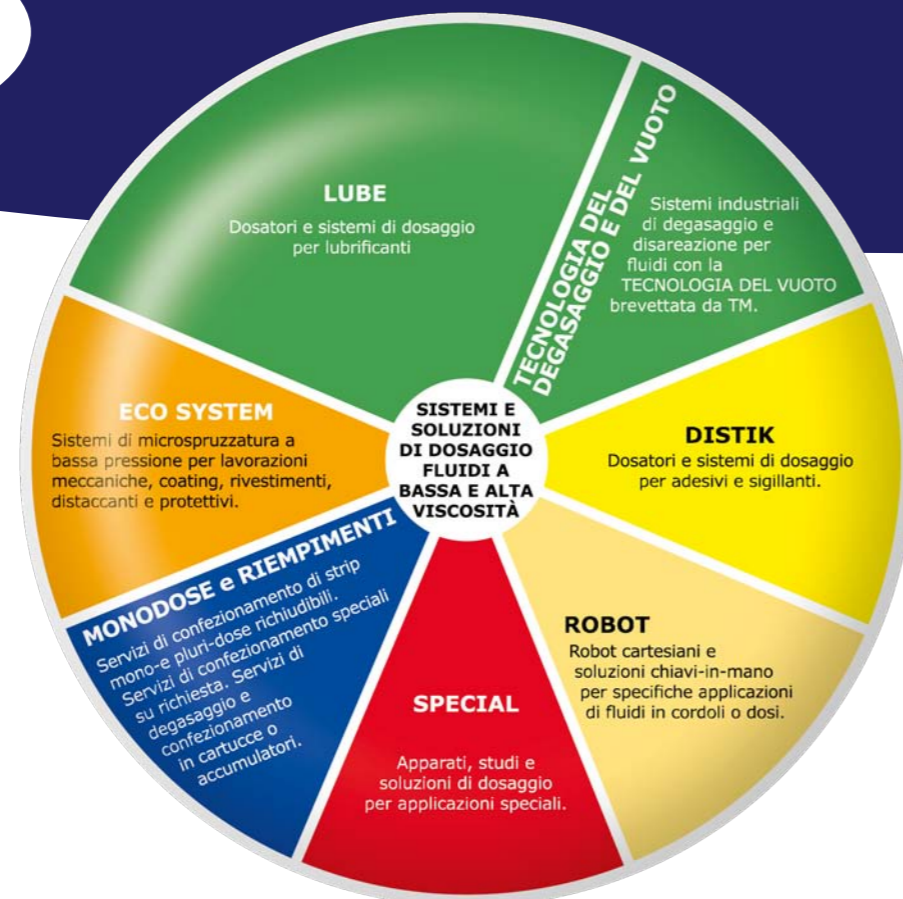 LUBE
Dosatori e sistemi di dosaggio
per lubrificanti
TECNOLOGIA DEL
DEGASAGGIO E DEL VUOTO
Sistemi industriali
di degasaggio e
disareazione per
fluidi con la
TECNOLOGIA DEL VUOTO
brevettata da TM.
DISTIK
Dosatori e sistemi di dosaggio
per adesivi e sigillanti.
ROBOT
Robot cartesiani e
soluzioni chiavi-in-mano
per specifiche applicazioni
di fluidi in cordoli o dosi.
SPECIAL
Apparati, studi e
soluzioni di dosaggio
per applicazioni speciali.
MONODOSE e RIEMPIMENTI
Servizi di confezionamento di strip
mono-e pluri-dose richiudibili.
Servizi di confezionamento speciali
su richiesta. Servizi di
degasaggio e
confezionamento
in cartucce o
accumulatori.
ECO SYSTEM
Sistemi di microspruzzatura a
bassa pressione per lavorazioni
meccaniche, coating, rivestimenti,
distaccanti e protettivi.
SISTEMI E
SOLUZIONI
DI DOSAGGIO
FLUIDI A
BASSA E ALTA
VISCOSITÀ